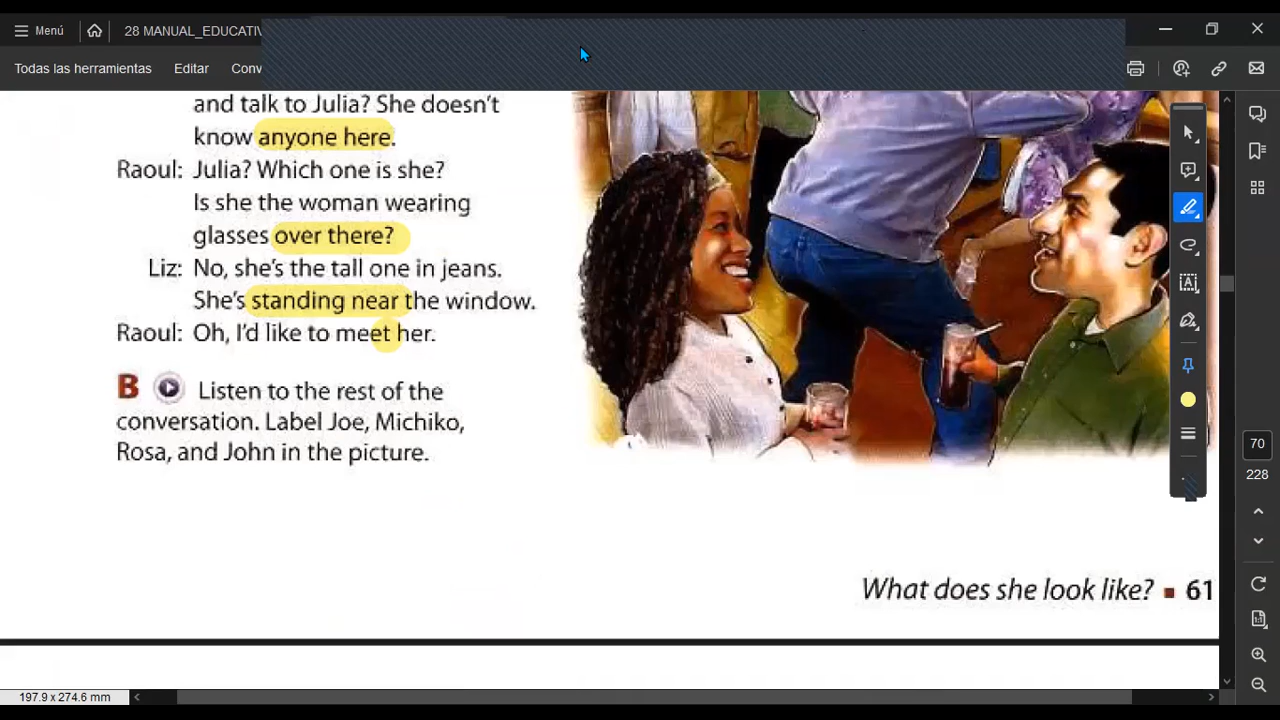 Menú 28 MANUAL_EDUCATIV
Todas las herramientas Editar Conv
and talk to Julia? She doesn't
know anyone here.
Raoul: Julia? Which one is she?
Is she the woman wearing
glasses over there?
Liz: No, she's the tall one in jeans.
She's standing near the window.
Raoul: Oh, I'd like to meet her.
B Listen to the rest of the
conversation. Label Joe, Michiko,
Rosa, and John in the picture.
70
228
What does she look like? ■ 61
197.9 x 274.6 mm